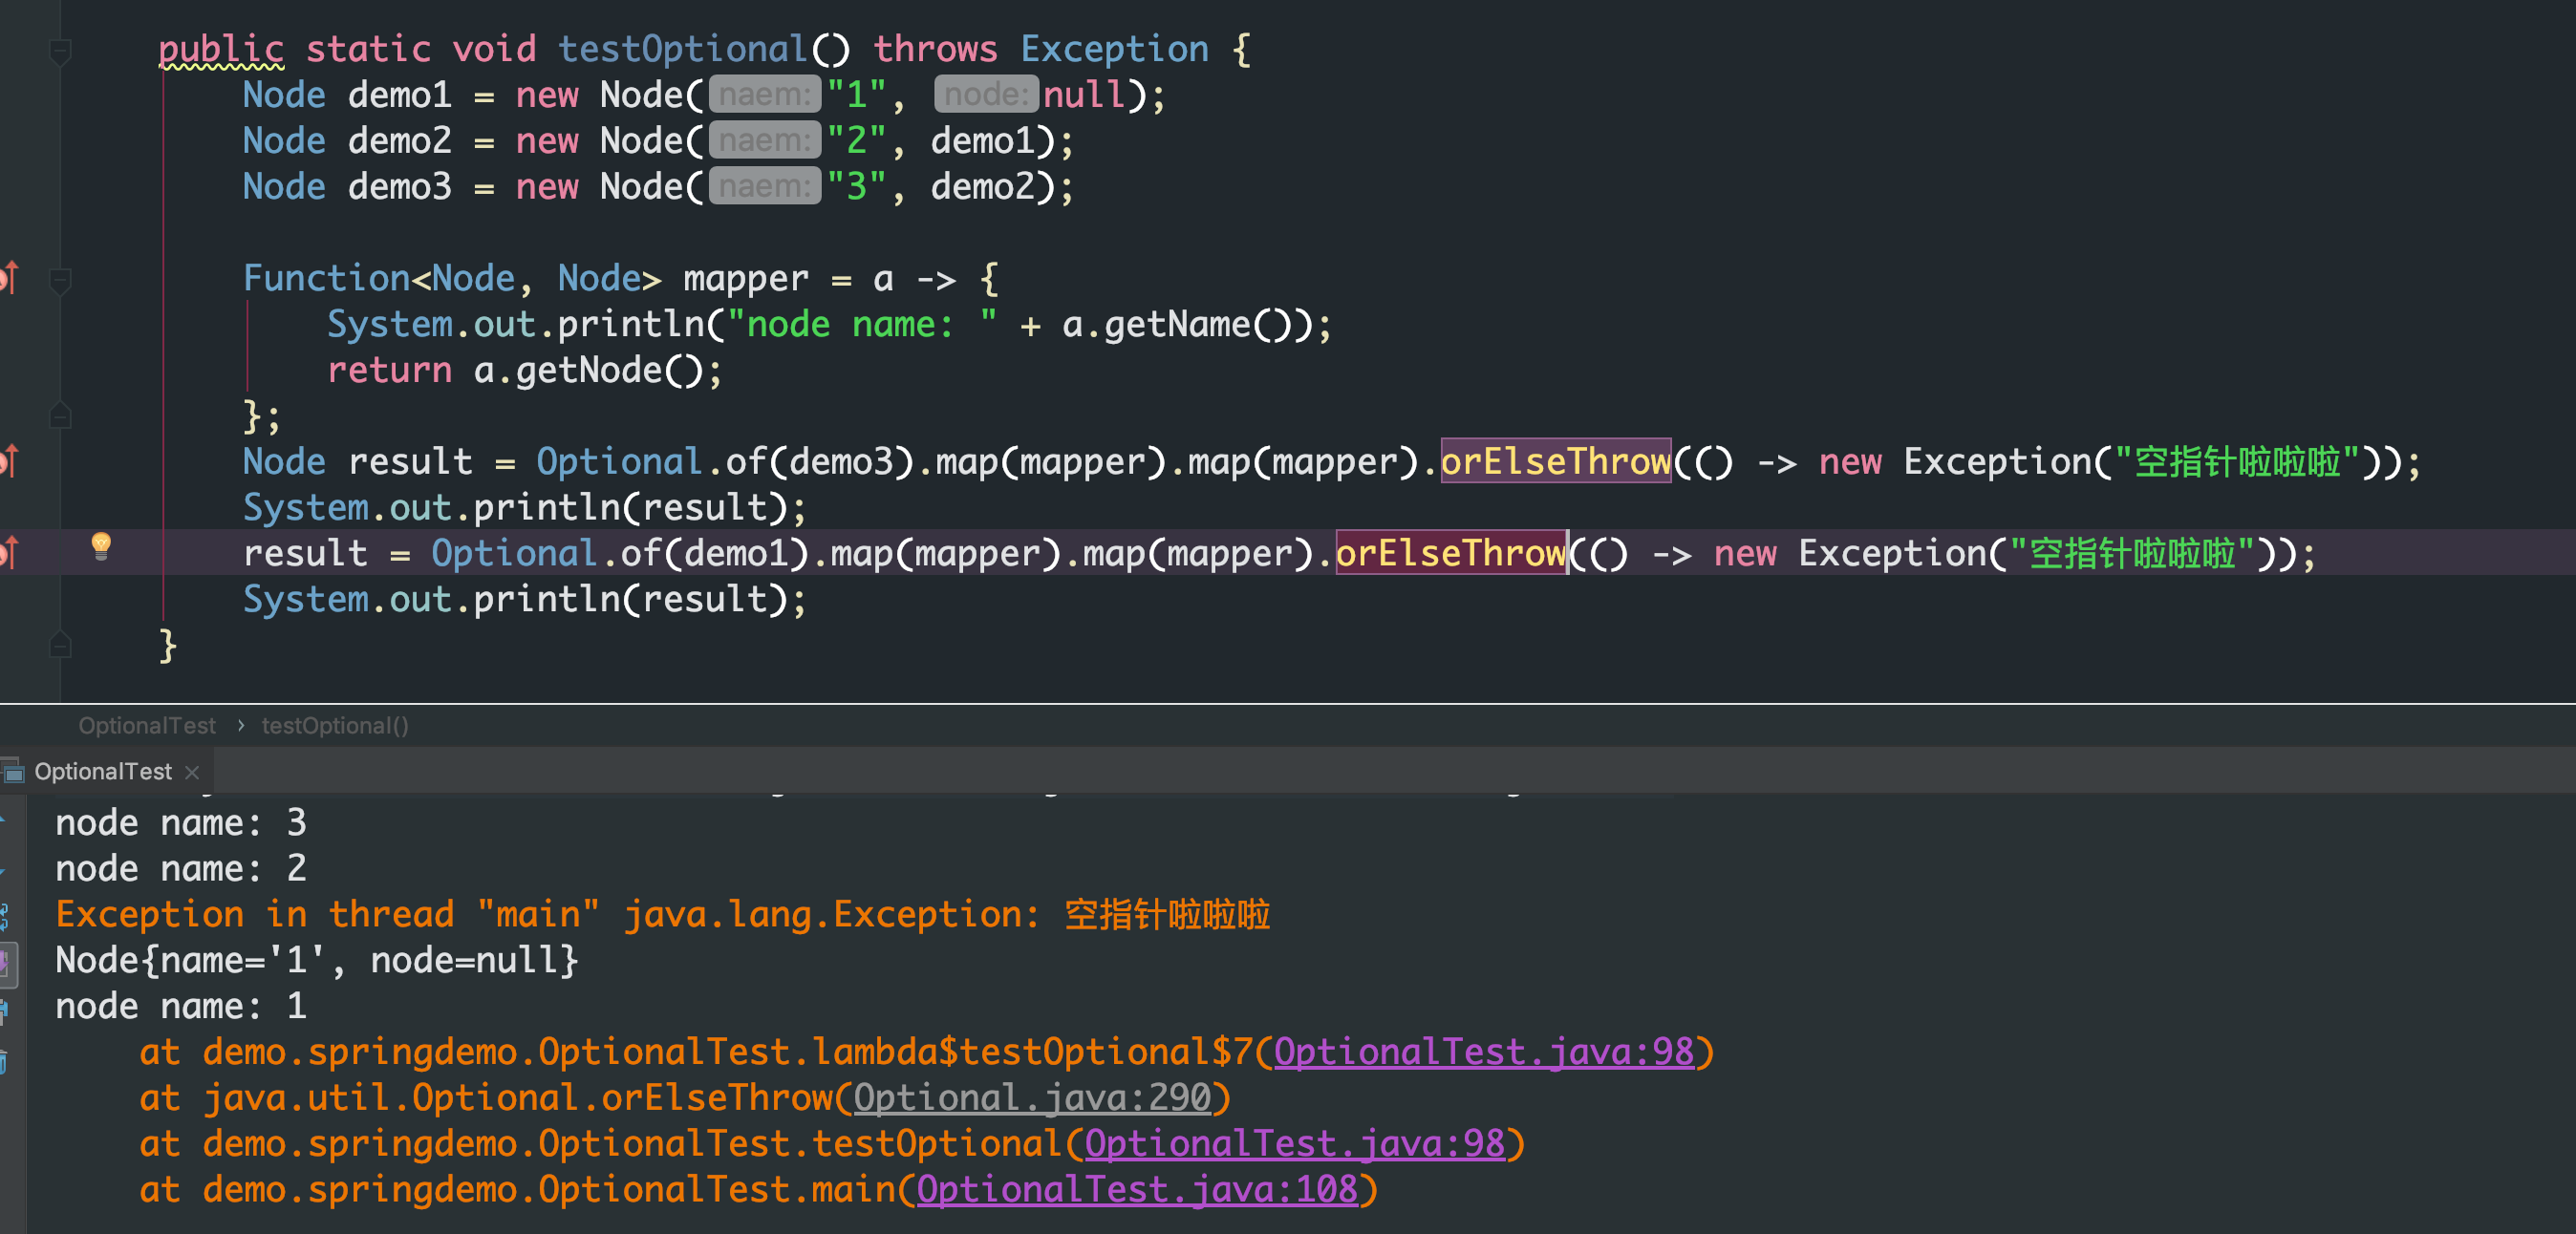 public static void testOptional() throws Exception {
Node demo1 = new Node( naem: "1", node: null);
Node demo2 = new Node( naem: "2", demo1);
Node demo3 = new Node( naem: "3", demo2);
Function<Node, Node> mapper = a -> {
System.out.println("node name: " + a.getName());
return a.getNode();
};
Node result = Optional.of(demo3).map(mapper).map(mapper).orElseThrow(() -> new Exception("空指针啦啦啦"));
System.out.println(result);
result = Optional.of(demo1).map(mapper).map(mapper).orElseThrow(() -> new Exception("空指针啦啦啦"));
System.out.println(result);
}
OptionalTest › testOptional()
OptionalTest ×
node name: 3
node name: 2
Exception in thread "main" java.lang.Exception: 空指针啦啦啦
Node{name='1', node=null}
node name: 1
at demo.springdemo.OptionalTest.lambda$testOptional$7(OptionalTest.java:98)
at java.util.Optional.orElseThrow(Optional.java:290)
at demo.springdemo.OptionalTest.testOptional(OptionalTest.java:98)
at demo.springdemo.OptionalTest.main(OptionalTest.java:108)